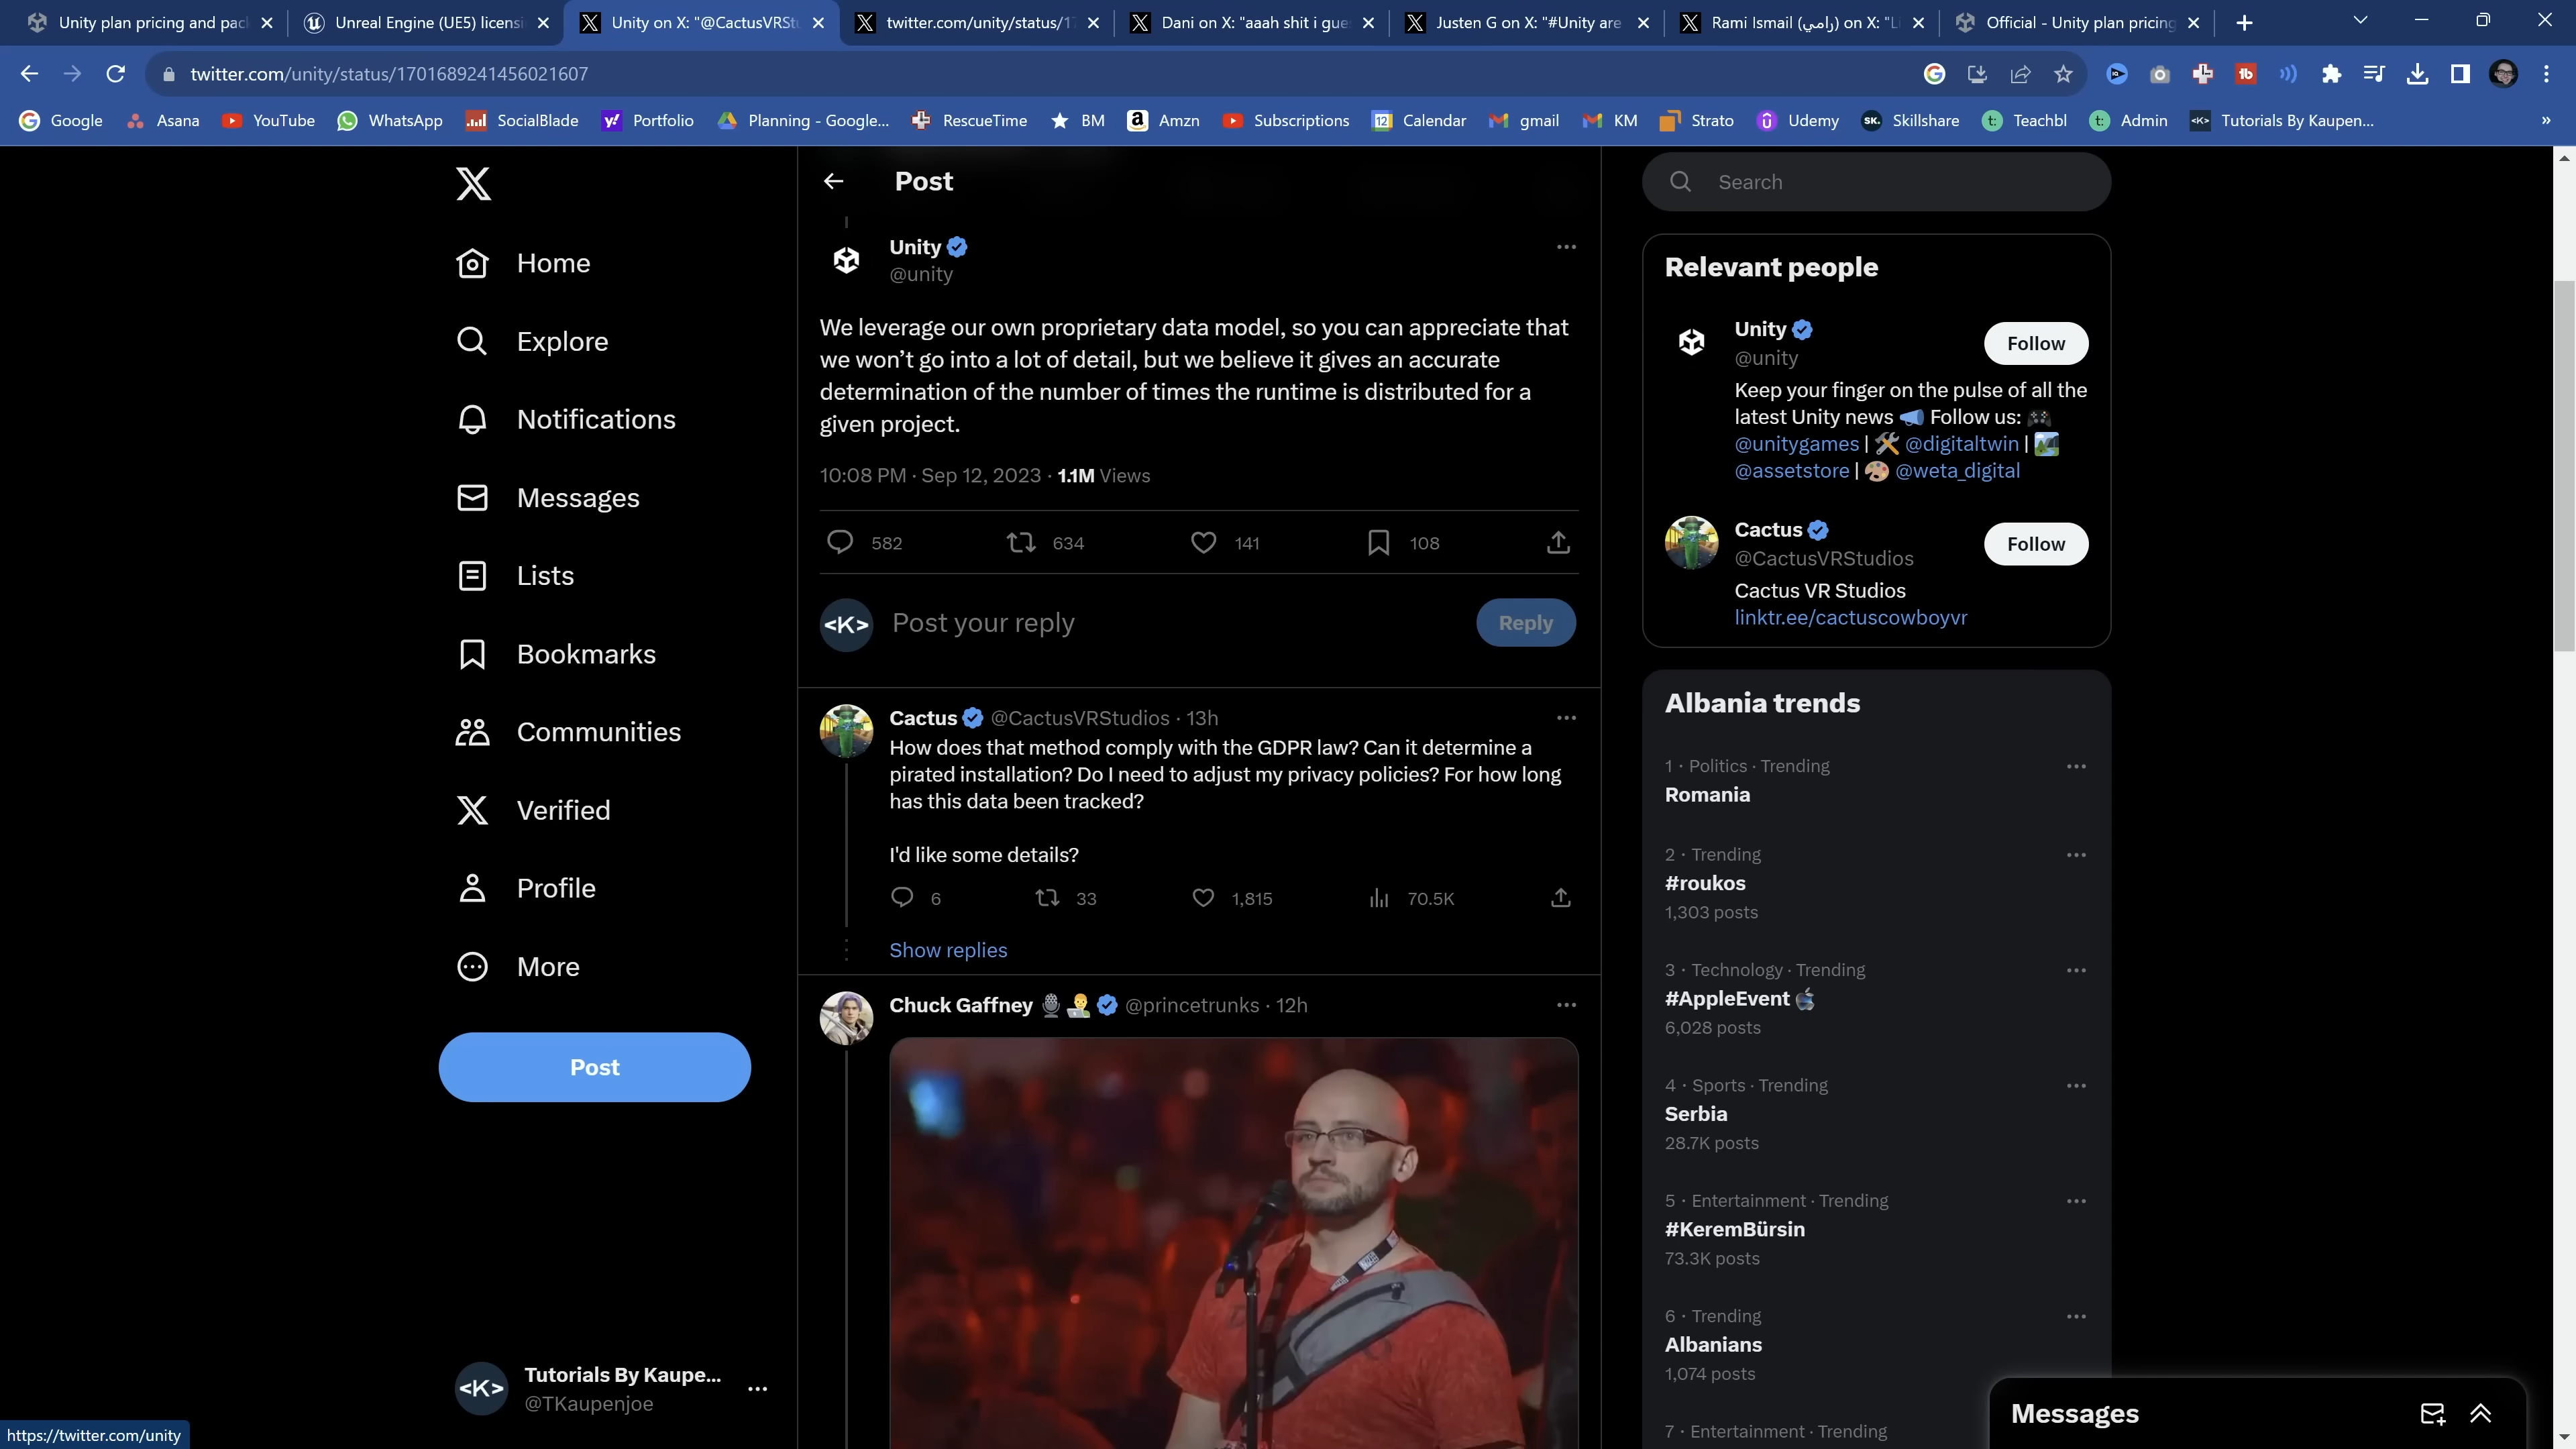 Unity plan pricing and pac
Unreal Engine (UE5) licensi
Unity on X: "@CactusVRStu
twitter.com/unity/status/17
Dani on X: "aaah shit i gue
Justen G on X: "#Unity are
Rami Ismail (رامي) on X: "Li
Official - Unity plan pricing
twitter.com/unity/status/1701689241456021607
Google
Asana
YouTube
WhatsApp
SocialBlade
Portfolio
Planning - Google...
RescueTime
BM
Amzn
Subscriptions
Calendar
gmail
KM
Strato
Udemy
Skillshare
Teachbl
Admin
Tutorials By Kaupen...
»
Home
Explore
Notifications
Messages
Lists
Bookmarks
Communities
Verified
Profile
More
Post
<K>
Tutorials By Kaupe...
@TKaupenjoe
https://twitter.com/unity
Post
Unity
@unity
We leverage our own proprietary data model, so you can appreciate that
we won’t go into a lot of detail, but we believe it gives an accurate
determination of the number of times the runtime is distributed for a
given project.
10:08 PM · Sep 12, 2023 · 1.1M Views
582 634 141 108
<K> Post your reply Reply
Cactus @CactusVRStudios · 13h
How does that method comply with the GDPR law? Can it determine a
pirated installation? Do I need to adjust my privacy policies? For how long
has this data been tracked?
I'd like some details?
6 33 1,815 70.5K
Show replies
Chuck Gaffney @princetrunks · 12h
Search
Relevant people
Unity
@unity
Follow
Keep your finger on the pulse of all the
latest Unity news 📣 Follow us: 🎮
@unitygames | 🛠 @digitaltwin | 🏞
@assetstore | 🎨 @weta_digital
Cactus
@CactusVRStudios
Follow
Cactus VR Studios
linktr.ee/cactuscowboyvr
Albania trends
1 · Politics · Trending
Romania
2 · Trending
#roukos
1,303 posts
3 · Technology · Trending
#AppleEvent
6,028 posts
4 · Sports · Trending
Serbia
28.7K posts
5 · Entertainment · Trending
#KeremBürsin
73.3K posts
6 · Trending
Albanians
1,074 posts
7 · Entertainment · Trending
Messages